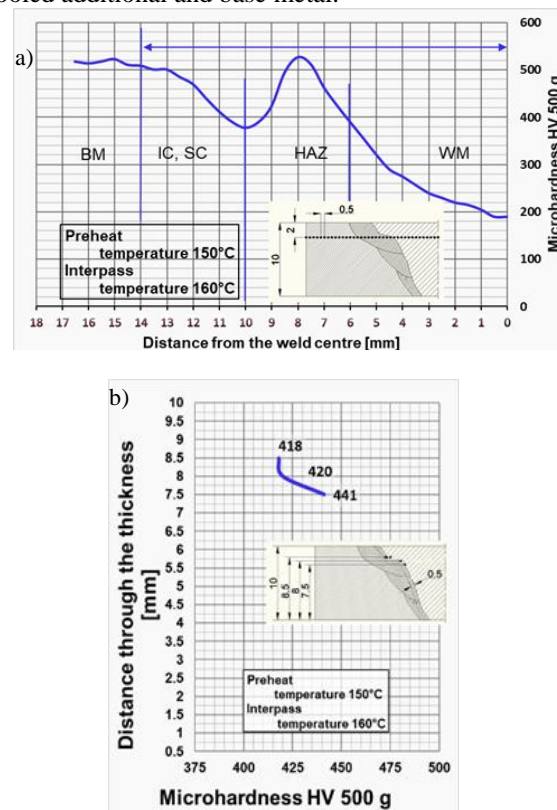 additional and base metal.
a)
600
500
400
300
200
100
0
Microhardness HV 500 g
BM
IC, SC
HAZ
WM
Preheat
temperature 150°C
Interpass
temperature 160°C
0.5
2
10
18 17 16 15 14 13 12 11 10 9 8 7 6 5 4 3 2 1 0
Distance from the weld centre [mm]
b)
10
9.5
9
8.5
8
7.5
7
6.5
6
5.5
5
4.5
4
3.5
3
2.5
2
1.5
1
0.5
Distance through the thickness
[mm]
418
420
441
10
8.5
8
7.5
0.5
Preheat
temperature 150°C
Interpass
temperature 160°C
375 400 425 450 475 500
Microhardness HV 500 g